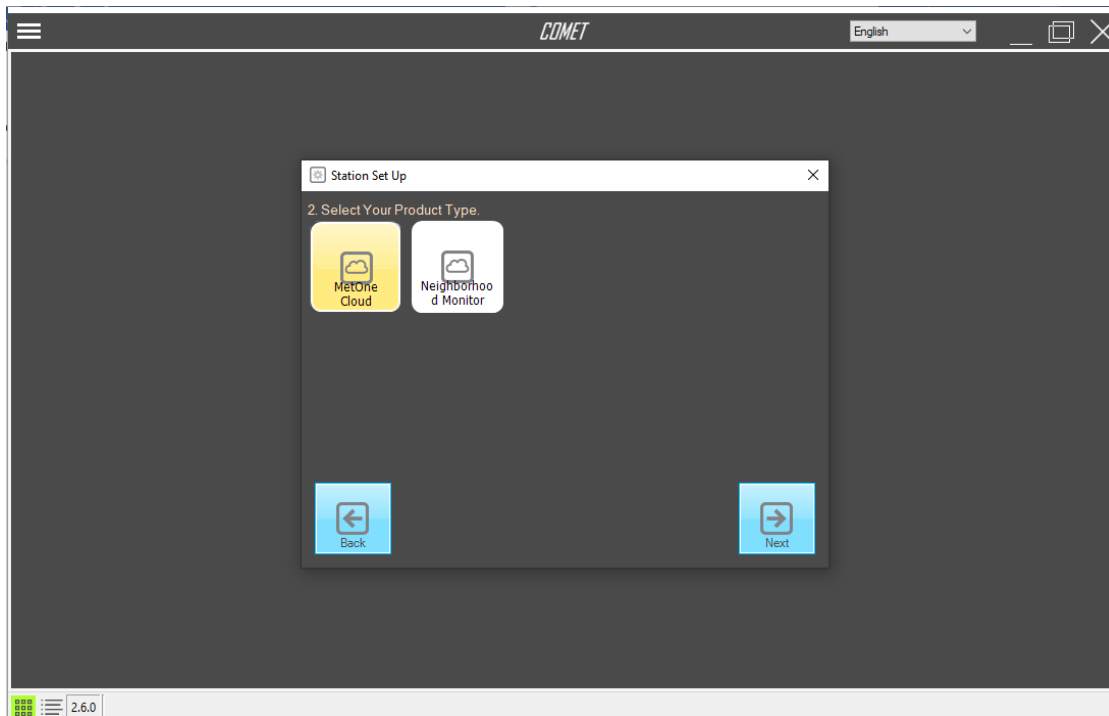 COMET
English
Station Set Up
2. Select Your Product Type.
MetOne
Cloud
Neighborhoo
d Monitor
Back
Next
2.6.0